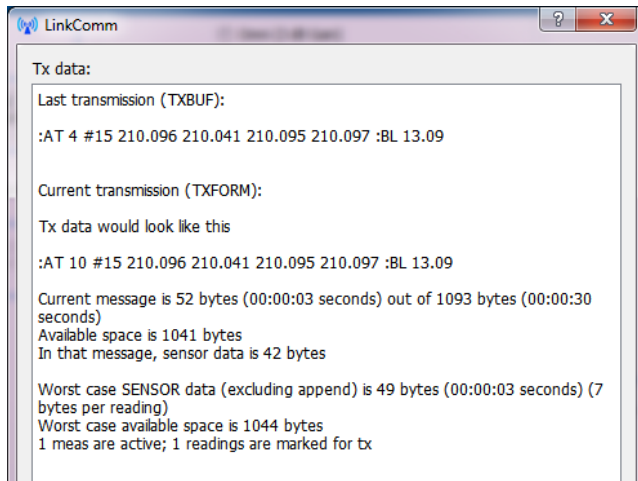 LinkComm
Tx data:
Last transmission (TXBUF):
:AT 4 #15 210.096 210.041 210.095 210.097 :BL 13.09
Current transmission (TXFORM):
Tx data would look like this
:AT 10 #15 210.096 210.041 210.095 210.097 :BL 13.09
Current message is 52 bytes (00:00:03 seconds) out of 1093 bytes (00:00:30
seconds)
Available space is 1041 bytes
In that message, sensor data is 42 bytes
Worst case SENSOR data (excluding append) is 49 bytes (00:00:03 seconds) (7
bytes per reading)
Worst case available space is 1044 bytes
1 meas are active; 1 readings are marked for tx